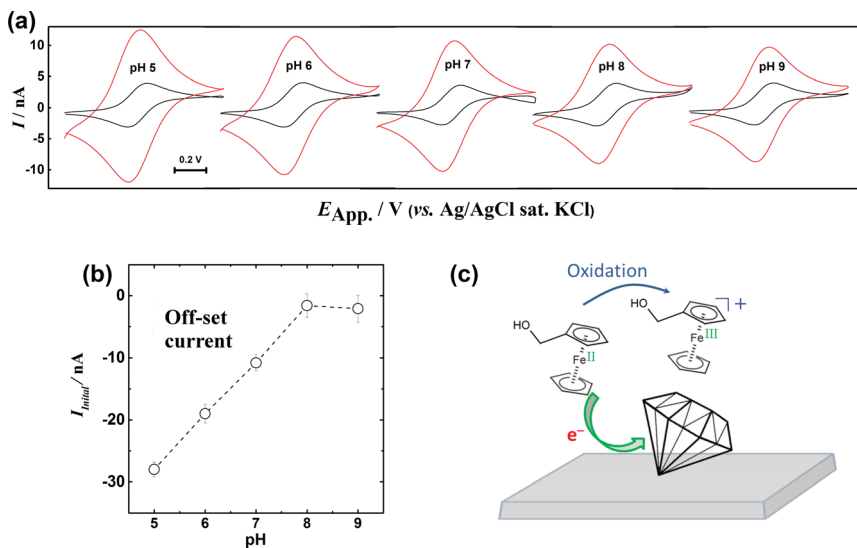 (a)
10
5
0
-5
-10
I / nA
pH 5
pH 6
pH 7
pH 8
pH 9
0.2 V
E App. / V (vs. Ag/AgCl sat. KCl)
(b)
0
-10
-20
-30
I Inital / nA
Off-set
current
5 6 7 8 9
pH
(c)
Oxidation
HO
Fe II
HO
Fe III
+
e−